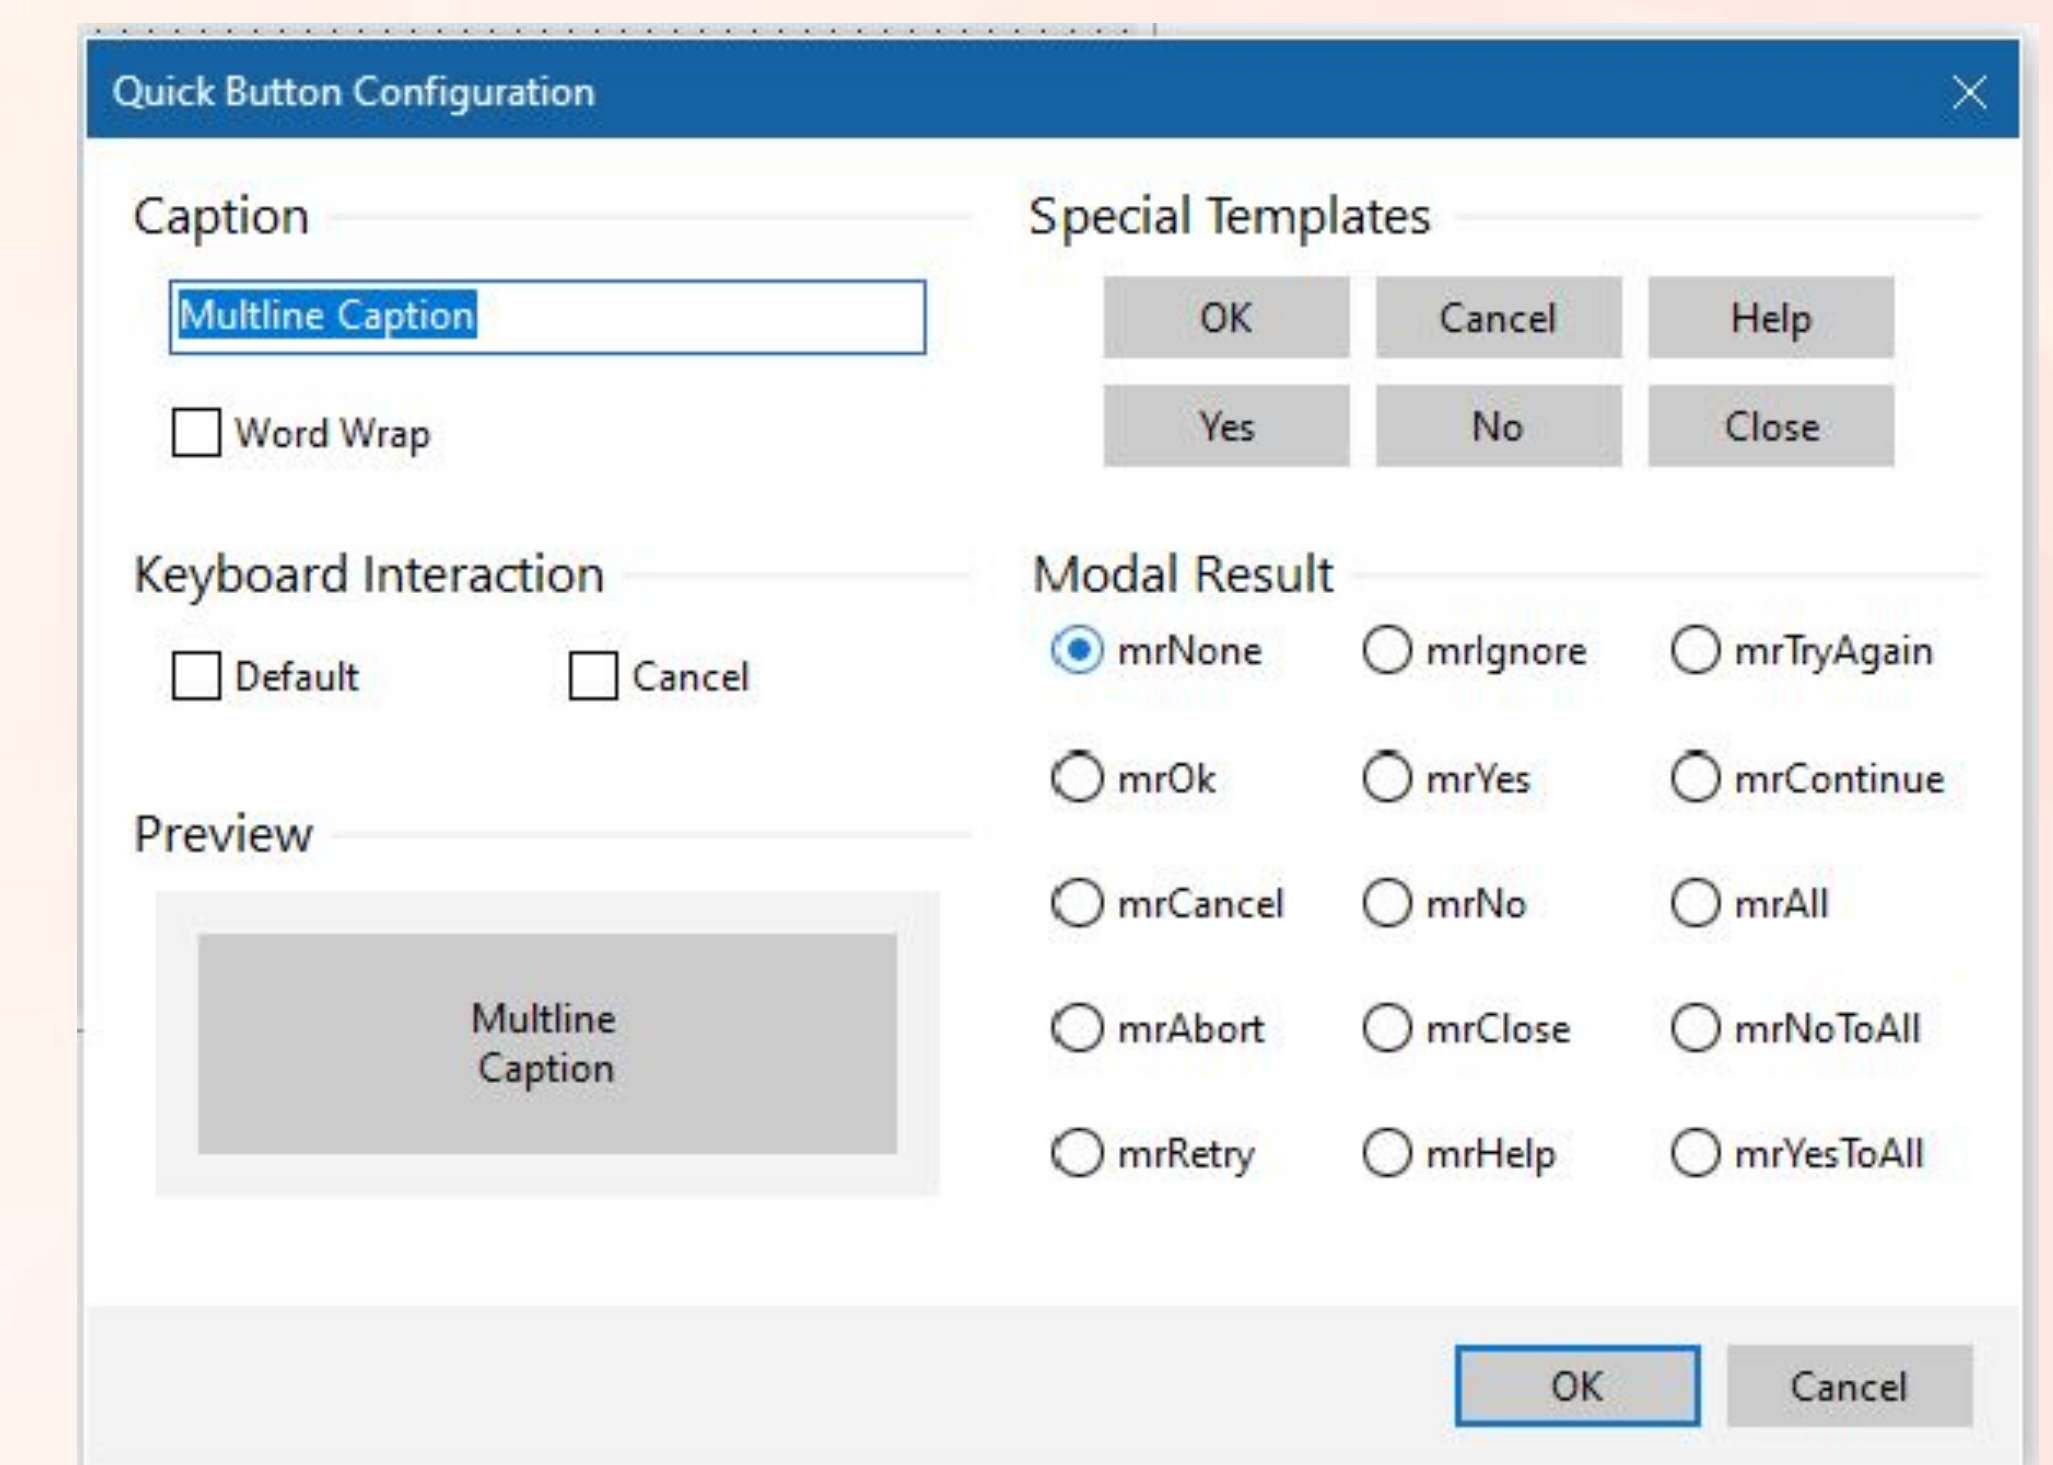 Quick Button Configuration
Caption
Multline Caption
Word Wrap
Keyboard Interaction
Default Cancel
Preview
Multline
Caption
Special Templates
OK Cancel Help
Yes No Close
Modal Result
mrNone mrIgnore mrTryAgain
mrOk mrYes mrContinue
mrCancel mrNo mrAll
mrAbort mrClose mrNoToAll
mrRetry mrHelp mrYesToAll
OK Cancel